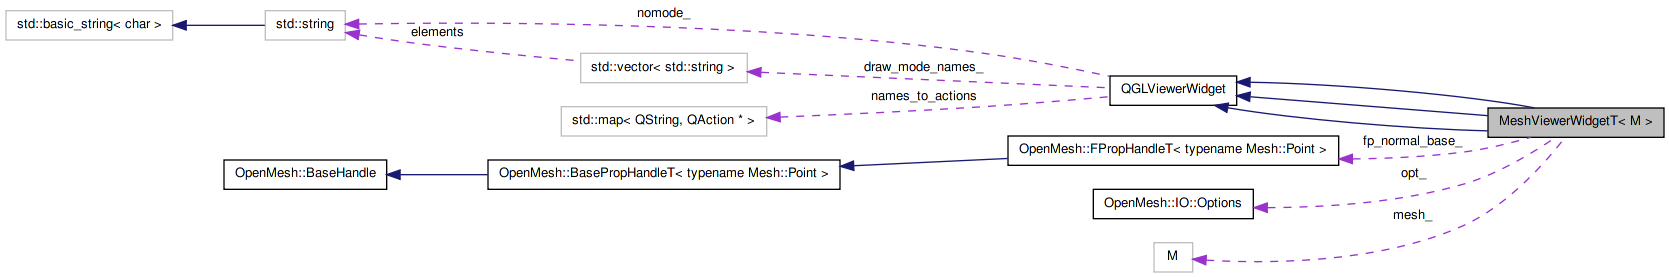 nomode_
std::basic_string< char >
std::string
elements
std::vector< std::string >
draw_mode_names_
QGLViewerWidget
names_to_actions
std::map< QString, QAction * >
MeshViewerWidgetT< M >
fp_normal_base_
OpenMesh::FPropHandleT< typename Mesh::Point >
OpenMesh::BaseHandle
OpenMesh::BasePropHandleT< typename Mesh::Point >
opt_
OpenMesh::IO::Options
mesh_
M